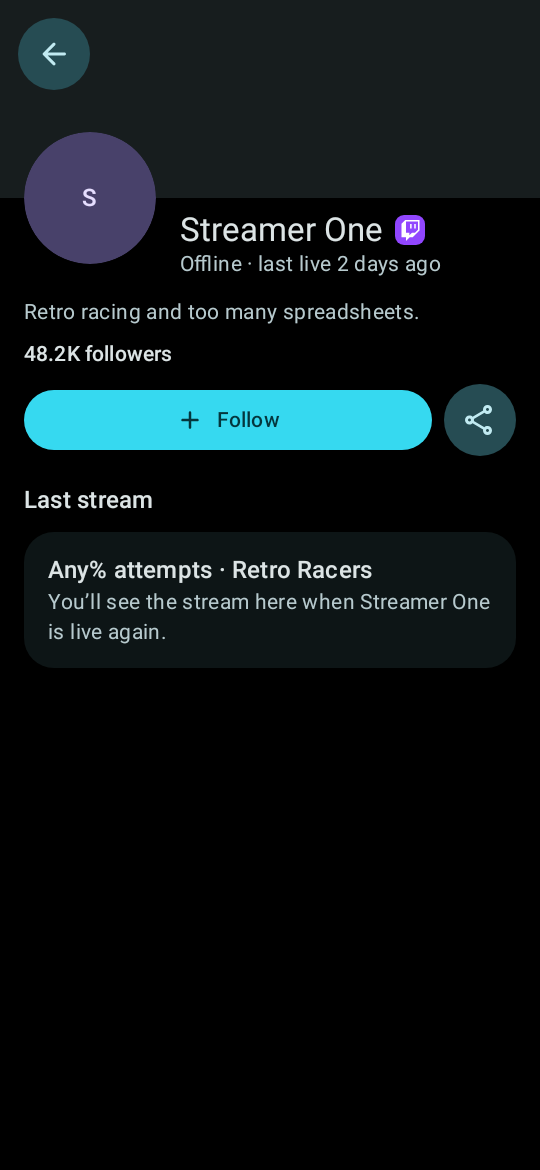 S
Streamer One
Offline · last live 2 days ago
Retro racing and too many spreadsheets.
48.2K followers
Follow
Last stream
Any% attempts · Retro Racers
You’ll see the stream here when Streamer One
is live again.